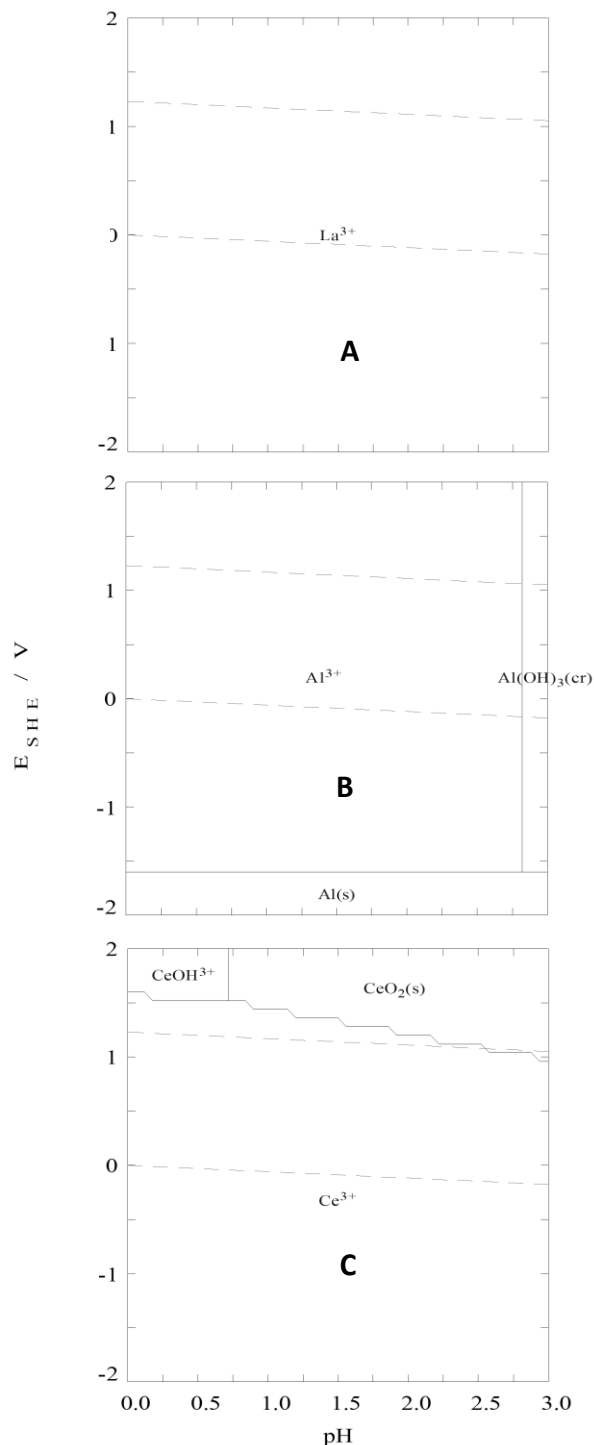 2
1
La³⁺
0
1
A
-2
2
1
Al³⁺
Al(OH)₃(cr)
0
E SHE / V
B
-1
Al(s)
-2
2
CeOH³⁺
CeO₂(s)
1
0
Ce³⁺
C
-1
-2
0.0 0.5 1.0 1.5 2.0 2.5 3.0
pH